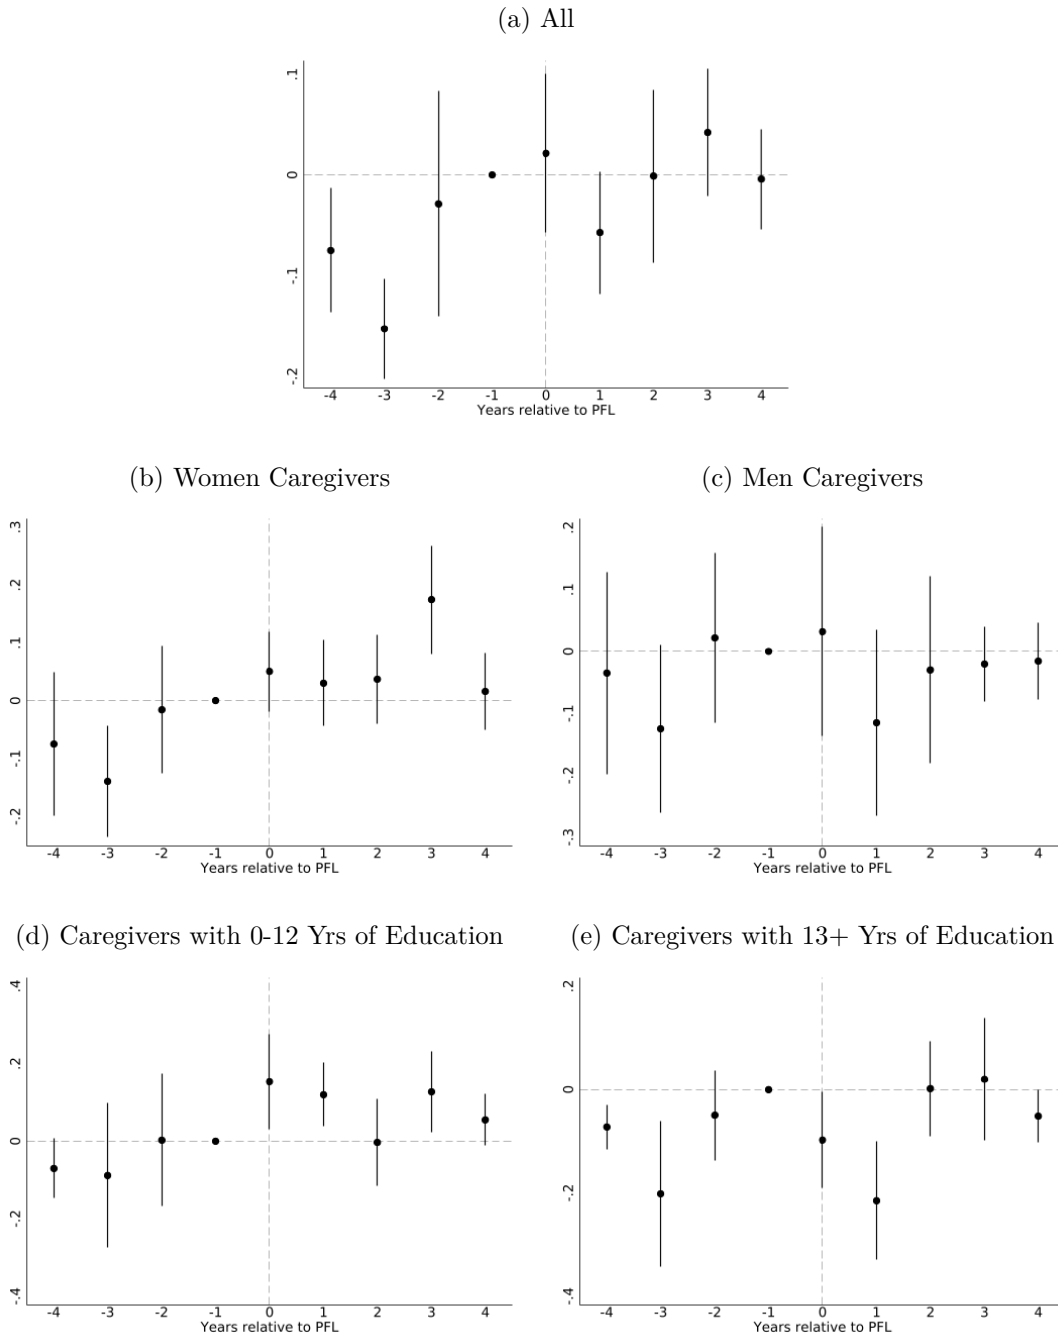 (a) All
.1
0
-.1
-.2
-4 -3 -2 -1 0 1 2 3 4
Years relative to PFL
(b) Women Caregivers
.3
.2
.1
0
-.1
-.2
-4 -3 -2 -1 0 1 2 3 4
Years relative to PFL
(c) Men Caregivers
.2
.1
0
-.1
-.2
-.3
-4 -3 -2 -1 0 1 2 3 4
Years relative to PFL
(d) Caregivers with 0-12 Yrs of Education
.4
.2
0
-.2
-.4
-4 -3 -2 -1 0 1 2 3 4
Years relative to PFL
(e) Caregivers with 13+ Yrs of Education
.2
0
-.2
-.4
-4 -3 -2 -1 0 1 2 3 4
Years relative to PFL